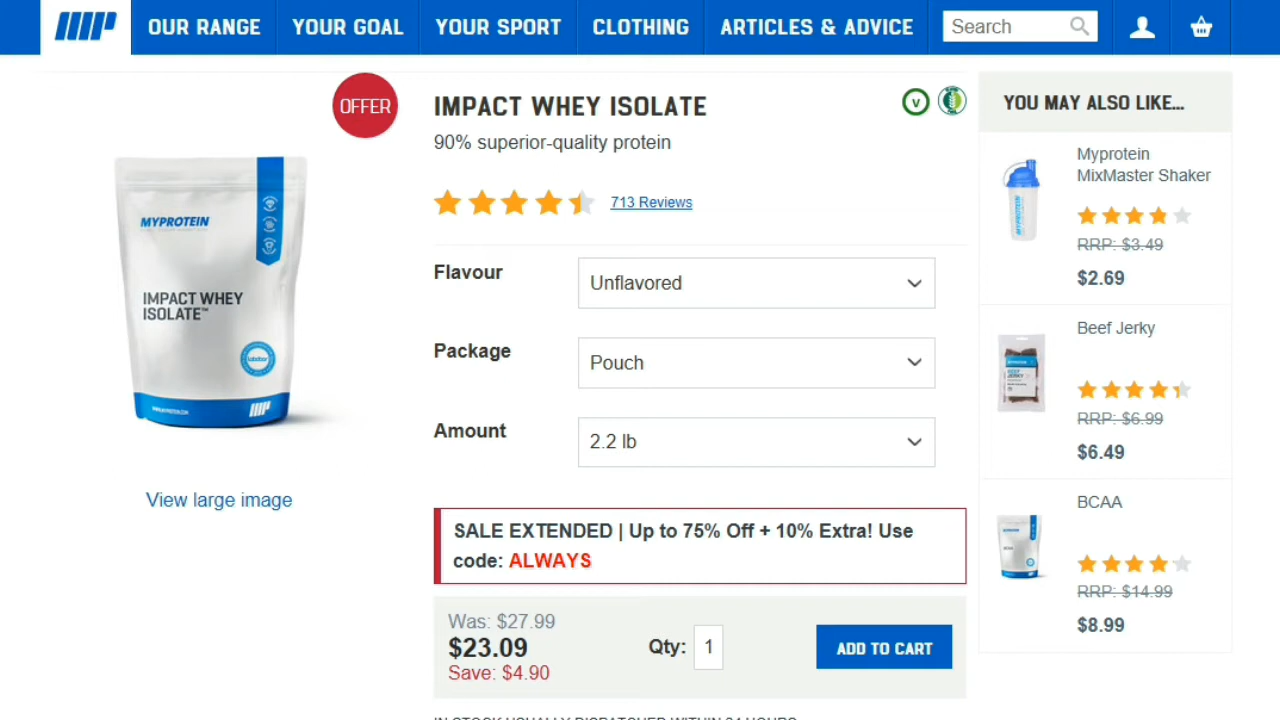 OUR RANGE
YOUR GOAL
YOUR SPORT
CLOTHING
ARTICLES & ADVICE
Search
OFFER
MYPROTEIN
IMPACT WHEY
ISOLATE™
labdoor
IMPACT WHEY ISOLATE
V
90% superior-quality protein
713 Reviews
Flavour
Unflavored
Package
Pouch
Amount
2.2 lb
View large image
SALE EXTENDED | Up to 75% Off + 10% Extra! Use
code: ALWAYS
Was: $27.99
$23.09
Save: $4.90
Qty: 1
ADD TO CART
YOU MAY ALSO LIKE...
Myprotein
MixMaster Shaker
RRP: $3.49
$2.69
MYPROTEIN
Beef Jerky
RRP: $6.99
$6.49
BEEF
JERKY
BCAA
RRP: $14.99
$8.99